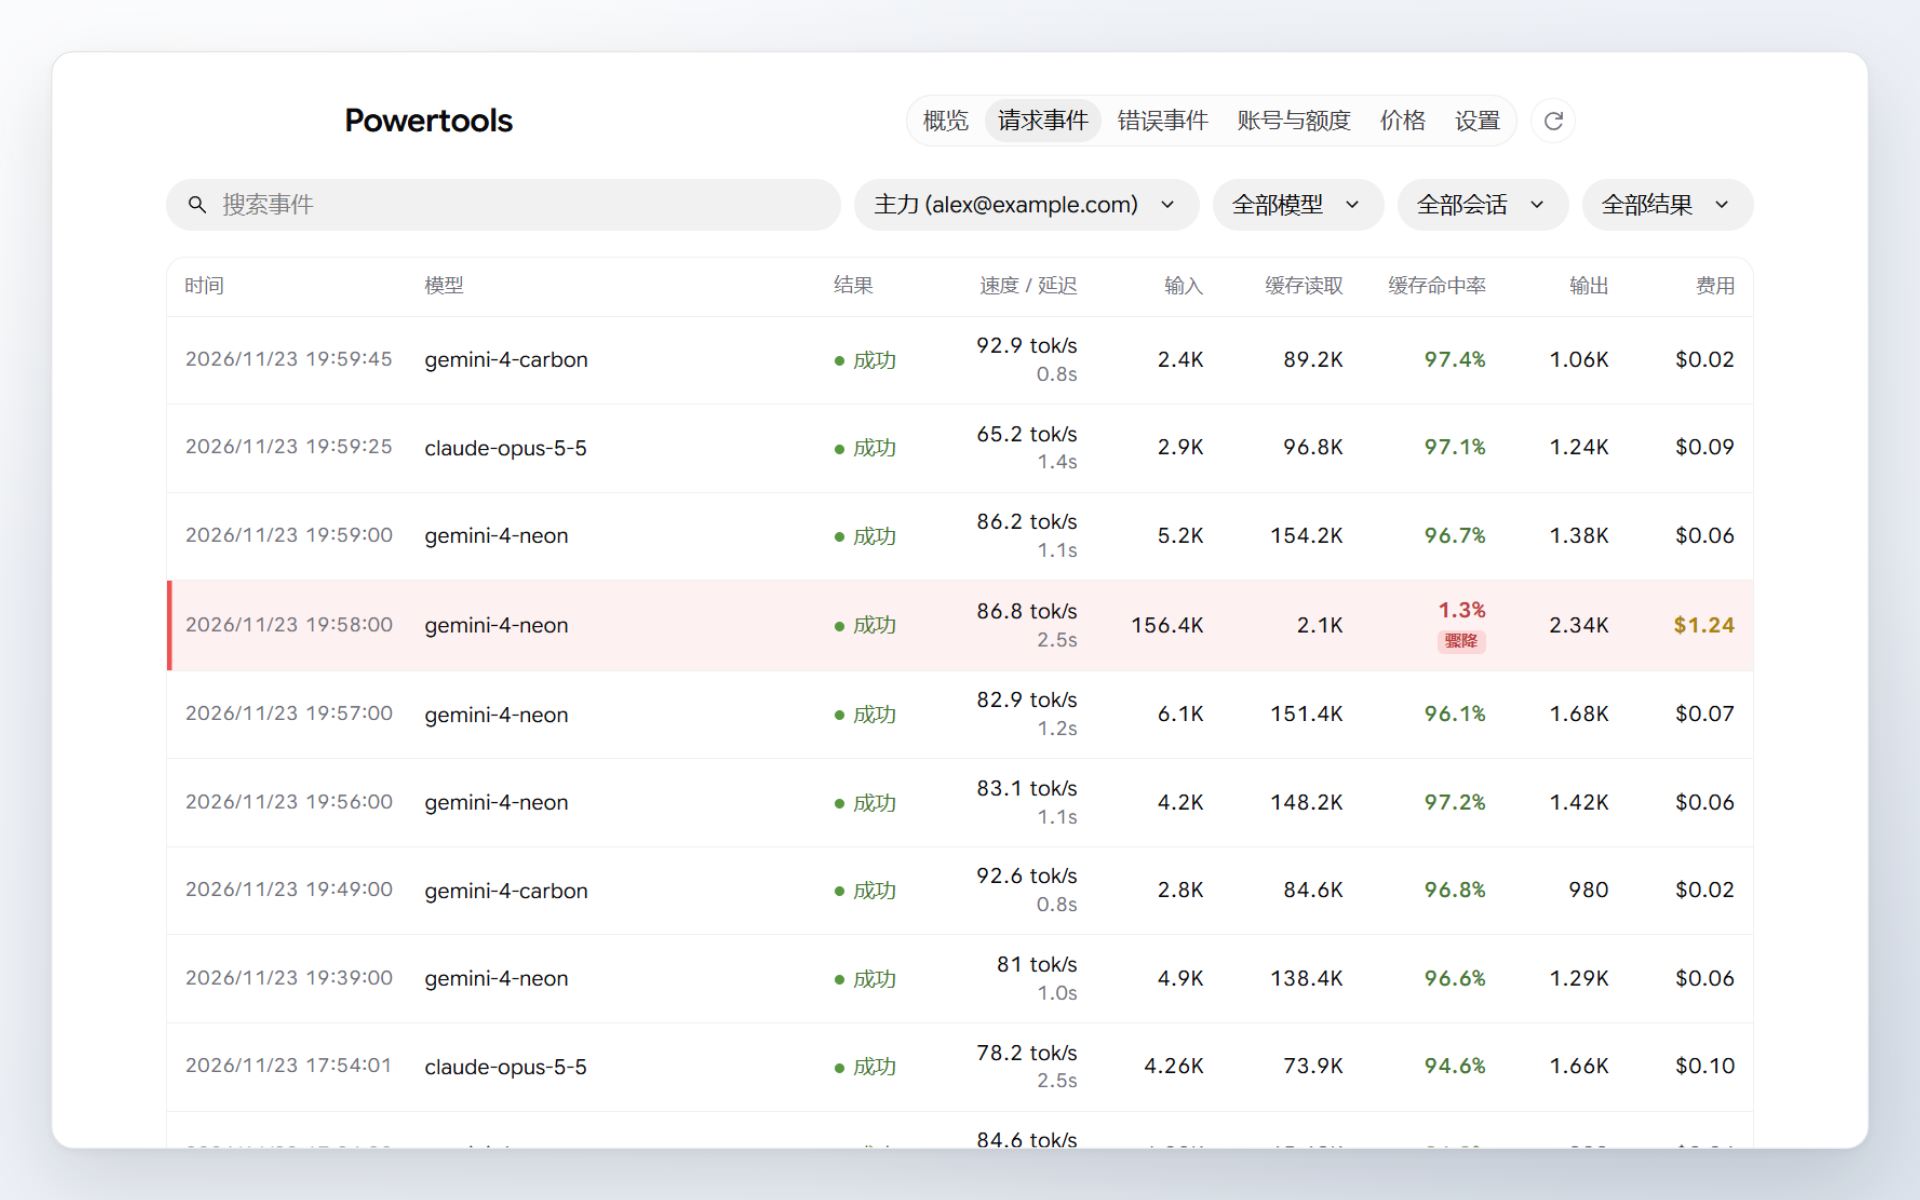 Powertools
概览 请求事件 错误事件 账号与额度 价格 设置
搜索事件 主力 (alex@example.com) 全部模型 全部会话 全部结果
时间 模型 结果 速度 / 延迟 输入 缓存读取 缓存命中率 输出 费用
2026/11/23 19:59:45 gemini-4-carbon 成功 92.9 tok/s 2.4K 89.2K 97.4% 1.06K $0.02
0.8s
2026/11/23 19:59:25 claude-opus-5-5 成功 65.2 tok/s 2.9K 96.8K 97.1% 1.24K $0.09
1.4s
2026/11/23 19:59:00 gemini-4-neon 成功 86.2 tok/s 5.2K 154.2K 96.7% 1.38K $0.06
1.1s
2026/11/23 19:58:00 gemini-4-neon 成功 86.8 tok/s 156.4K 2.1K 1.3% 2.34K $1.24
2.5s 骤降
2026/11/23 19:57:00 gemini-4-neon 成功 82.9 tok/s 6.1K 151.4K 96.1% 1.68K $0.07
1.2s
2026/11/23 19:56:00 gemini-4-neon 成功 83.1 tok/s 4.2K 148.2K 97.2% 1.42K $0.06
1.1s
2026/11/23 19:49:00 gemini-4-carbon 成功 92.6 tok/s 2.8K 84.6K 96.8% 980 $0.02
0.8s
2026/11/23 19:39:00 gemini-4-neon 成功 81 tok/s 4.9K 138.4K 96.6% 1.29K $0.06
1.0s
2026/11/23 17:54:01 claude-opus-5-5 成功 78.2 tok/s 4.26K 73.9K 94.6% 1.66K $0.10
2.5s
84.6 tok/s